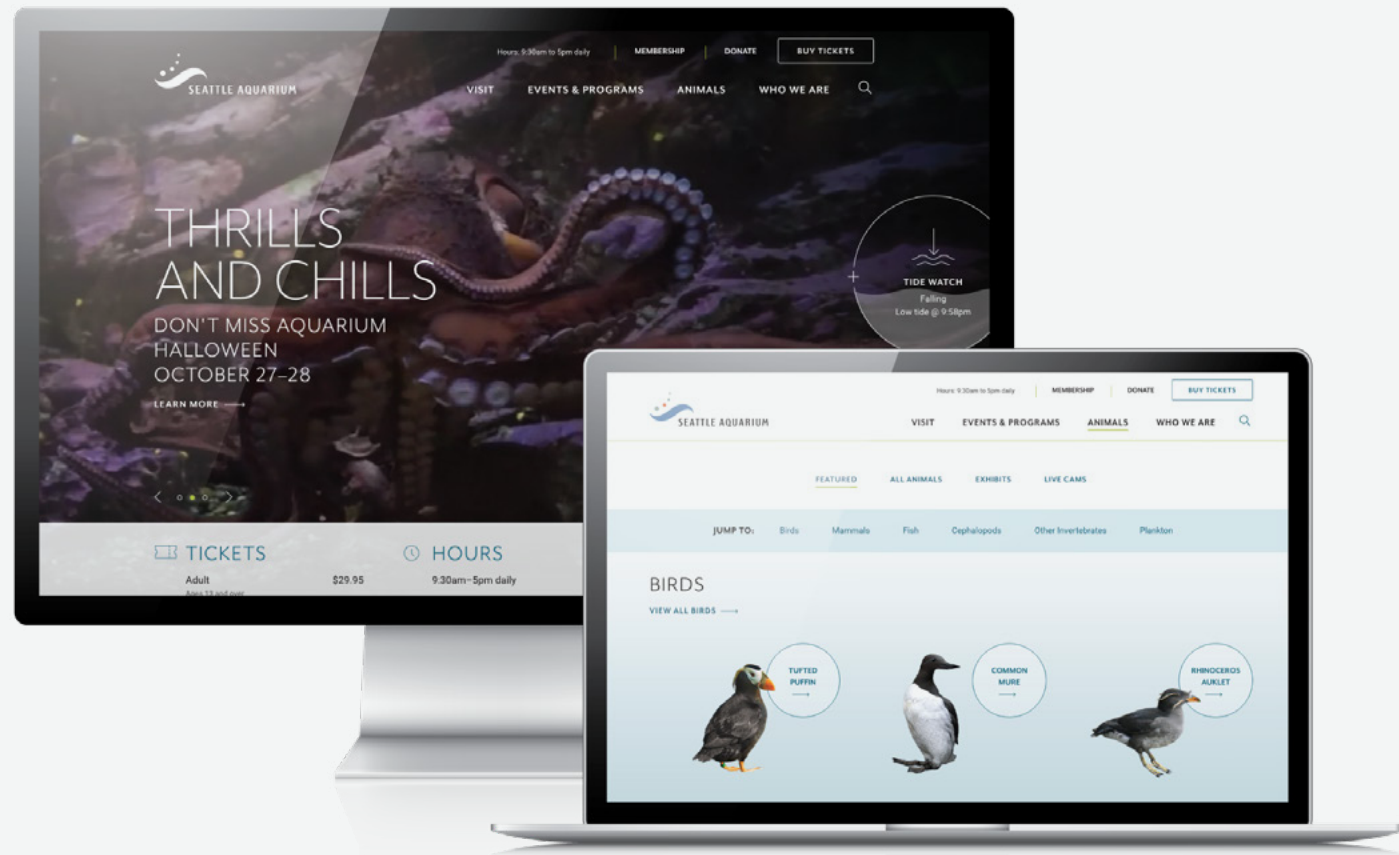 Hours: 9:30am to 5pm daily
MEMBERSHIP
DONATE
BUY TICKETS
SEATTLE AQUARIUM
VISIT
EVENTS & PROGRAMS
ANIMALS
WHO WE ARE
THRILLS
AND CHILLS
DON'T MISS AQUARIUM
HALLOWEEN
OCTOBER 27–28
LEARN MORE
TIDE WATCH
Falling
Low tide @ 9:58pm
TICKETS
Adult
$29.95
Ages 13 and over
HOURS
9:30am–5pm daily
Hours: 9:30am to 5pm daily
MEMBERSHIP
DONATE
BUY TICKETS
SEATTLE AQUARIUM
VISIT
EVENTS & PROGRAMS
ANIMALS
WHO WE ARE
FEATURED
ALL ANIMALS
EXHIBITS
LIVE CAMS
JUMP TO:
Birds
Mammals
Fish
Cephalopods
Other Invertebrates
Plankton
BIRDS
VIEW ALL BIRDS
TUFTED
PUFFIN
COMMON
MURE
RHINOCEROS
AUKLET